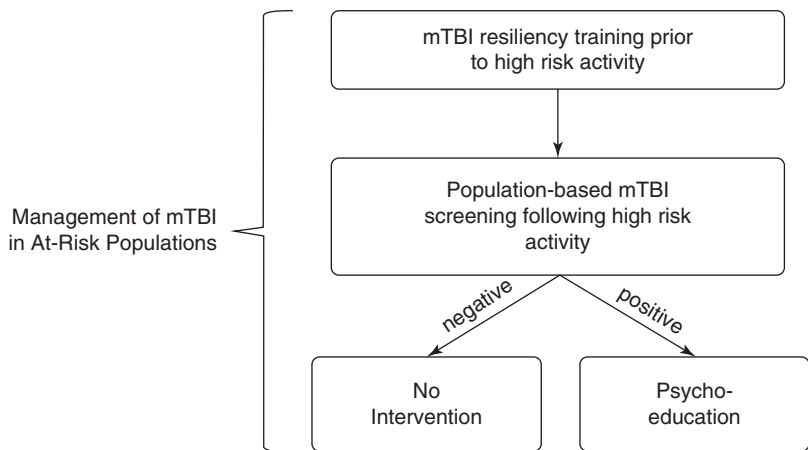 mTBI resiliency training prior
to high risk activity
Population-based mTBI
screening following high risk
activity
Management of mTBI
in At-Risk Populations
negative
positive
No
Intervention
Psycho-
education